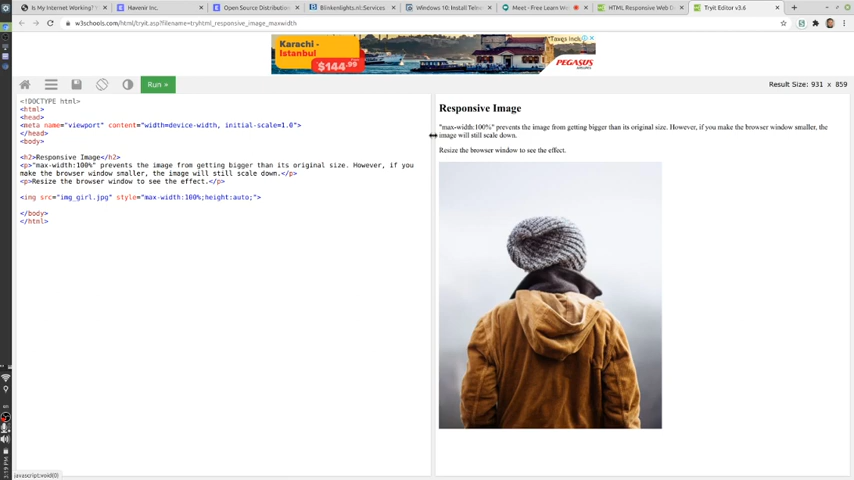 Is My Internet Working?
Havenir Inc.
Open Source Distribution
Blinkenlights.nl:Services
Windows 10: Install Telne
Meet -Free Learn We
HTML Responsive Web D
Tryit Editor v3.6
w3schools.com/html/tryit.asp?filename=tryhtml_responsive_image_maxwidth
Karachi -
Istanbul
$144.99
*Taxes incl
PEGASUS
AIRLINES
Run »
Result Size: 931 x 859
<!DOCTYPE html>
<html>
<head>
<meta name="viewport" content="width=device-width, initial-scale=1.0">
</head>
<body>
<h2>Responsive Image</h2>
<p>"max-width:100%" prevents the image from getting bigger than its original size. However, if you
make the browser window smaller, the image will still scale down.</p>
<p>Resize the browser window to see the effect.</p>
<img src="img_girl.jpg" style="max-width:100%;height:auto;">
</body>
</html>
Responsive Image
"max-width:100%" prevents the image from getting bigger than its original size. However, if you make the browser window smaller, the
image will still scale down.
Resize the browser window to see the effect.
en
3:19 PM
javascript:void(0)